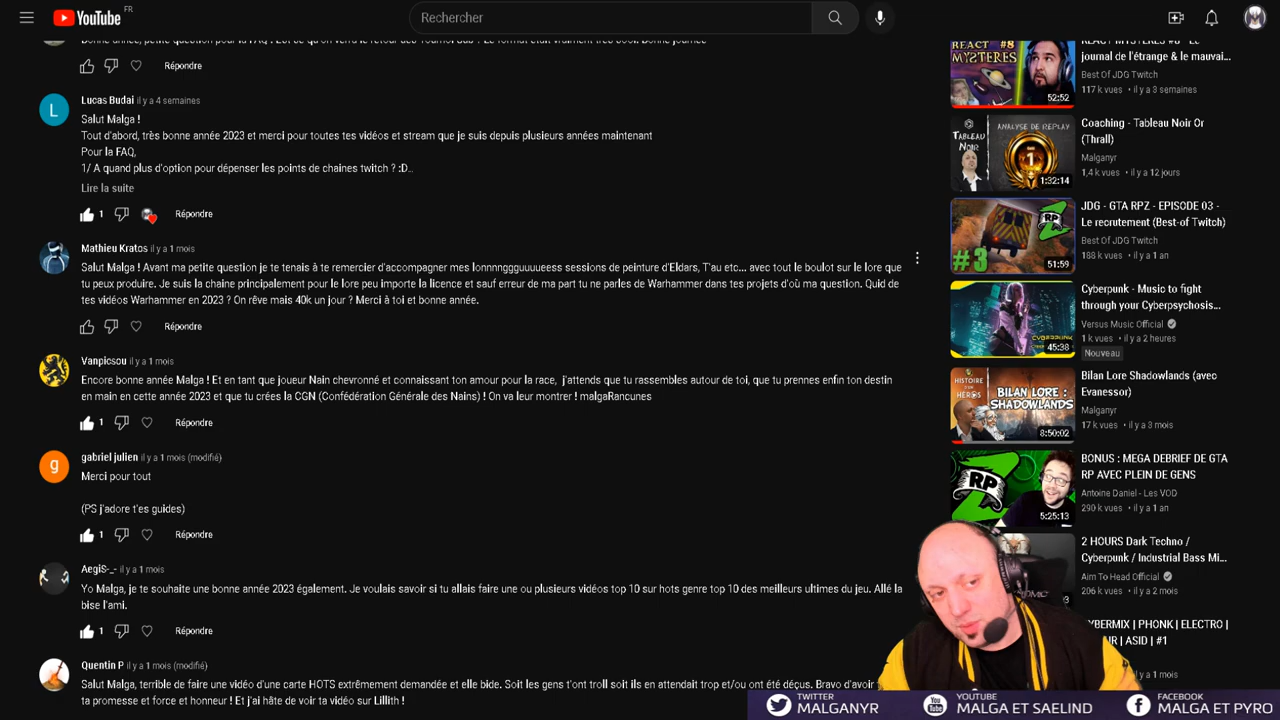 YouTube FR
Rechercher
Bonne année, petite question pour la FAQ : Est ce qu'on verra le retour des
Répondre
Lucas Budai il y a 4 semaines
Salut Malga !
Tout d'abord, très bonne année 2023 et merci pour toutes tes vidéos et stream que je suis depuis plusieurs années maintenant
Pour la FAQ,
1/ A quand plus d'option pour dépenser les points de chaines twitch ? :D...
Lire la suite
1 Répondre
Mathieu Kratos il y a 1 mois
Salut Malga ! Avant ma petite question je te tenais à te remercier d'accompagner mes lonnnngggguuuueess sessions de peinture d'Eldars, T'au etc... avec tout le boulot sur le lore que
tu peux produire. Je suis la chaine principalement pour le lore peu importe la licence et sauf erreur de ma part tu ne parles de Warhammer dans tes projets d'où ma question. Quid de
tes vidéos Warhammer en 2023 ? On rêve mais 40k un jour ? Merci à toi et bonne année.
Répondre
Vanpicsou il y a 1 mois
Encore bonne année Malga ! Et en tant que joueur Nain chevronné et connaissant ton amour pour la race, j'attends que tu rassembles autour de toi, que tu prennes enfin ton destin
en main en cette année 2023 et que tu crées la CGN (Confédération Générale des Nains) ! On va leur montrer ! malgaRancunes
1 Répondre
g
gabriel julien il y a 1 mois (modifié)
Merci pour tout
(PS j'adore t'es guides)
1 Répondre
AegiS-_- il y a 1 mois
Yo Malga, je te souhaite une bonne année 2023 également. Je voulais savoir si tu allais faire une ou plusieurs vidéos top 10 sur hots genre top 10 des meilleurs ultimes du jeu. Allé la
bise l'ami.
1 Répondre
Quentin P il y a 1 mois (modifié)
Salut Malga, terrible de faire une vidéo d'une carte HOTS extrêmement demandée et elle bide. Soit les gens t'ont troll soit ils en attendait trop et/ou ont été déçus. Bravo d'avoir
ta promesse et force et honneur ! Et j'ai hâte de voir ta vidéo sur Lillith !
REACT #8
MYSTERES
52:52
REACT MYSTERES #8 - Le
journal de l'étrange & le mauvai...
Best Of JDG Twitch
117 k vues • il y a 3 semaines
TABLEAU
NOIR
ANALYSE DE REPLAY
1
1:32:14
Coaching - Tableau Noir Or
(Thrall)
Malganyr
1,4 k vues • il y a 12 jours
RP
#3
51:59
JDG - GTA RPZ - EPISODE 03 -
Le recrutement (Best-of Twitch)
Best Of JDG Twitch
188 k vues • il y a 1 an
45:38
Cyberpunk - Music to fight
through your Cyberpsychosis...
Versus Music Official
1 k vues • il y a 2 heures
Nouveau
HISTOIRE
HÉROS
BILAN LORE :
SHADOWLANDS
8:50:02
Bilan Lore Shadowlands (avec
Evanessor)
Malganyr
17 k vues • il y a 3 mois
RP
5:25:13
BONUS : MEGA DEBRIEF DE GTA
RP AVEC PLEIN DE GENS
Antoine Daniel - Les VOD
290 k vues • il y a 1 an
2 HOURS Dark Techno /
Cyberpunk / Industrial Bass Mi...
Aim To Head Official
206 k vues • il y a 2 mois
CYBERMIX | PHONK | ELECTRO |
| ASID | #1
il y a 1 mois
TWITTER
MALGANYR
YOUTUBE
MALGA ET SAELIND
FACEBOOK
MALGA ET PYRO